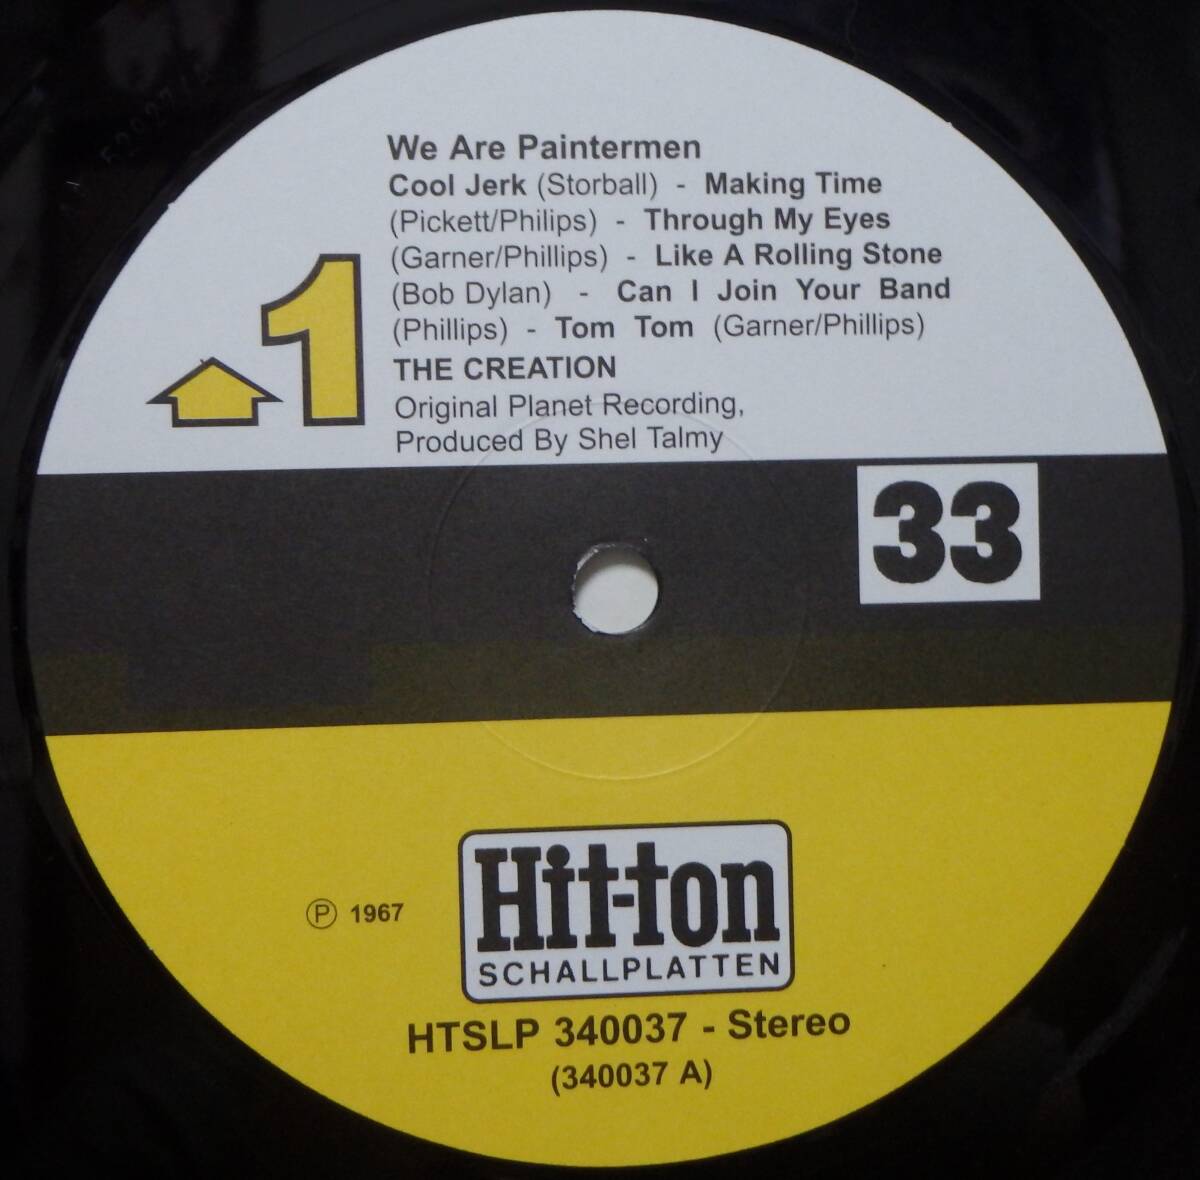 We Are Paintermen
Cool Jerk (Storball) - Making Time
(Pickett/Philips) - Through My Eyes
(Garner/Phillips) - Like A Rolling Stone
(Bob Dylan) - Can I Join Your Band
(Phillips) - Tom Tom (Garner/Phillips)
1
THE CREATION
Original Planet Recording,
Produced By Shel Talmy
33
Hit-ton
SCHALLPLATTEN
Ⓟ 1967
HTSLP 340037 - Stereo
(340037 A)